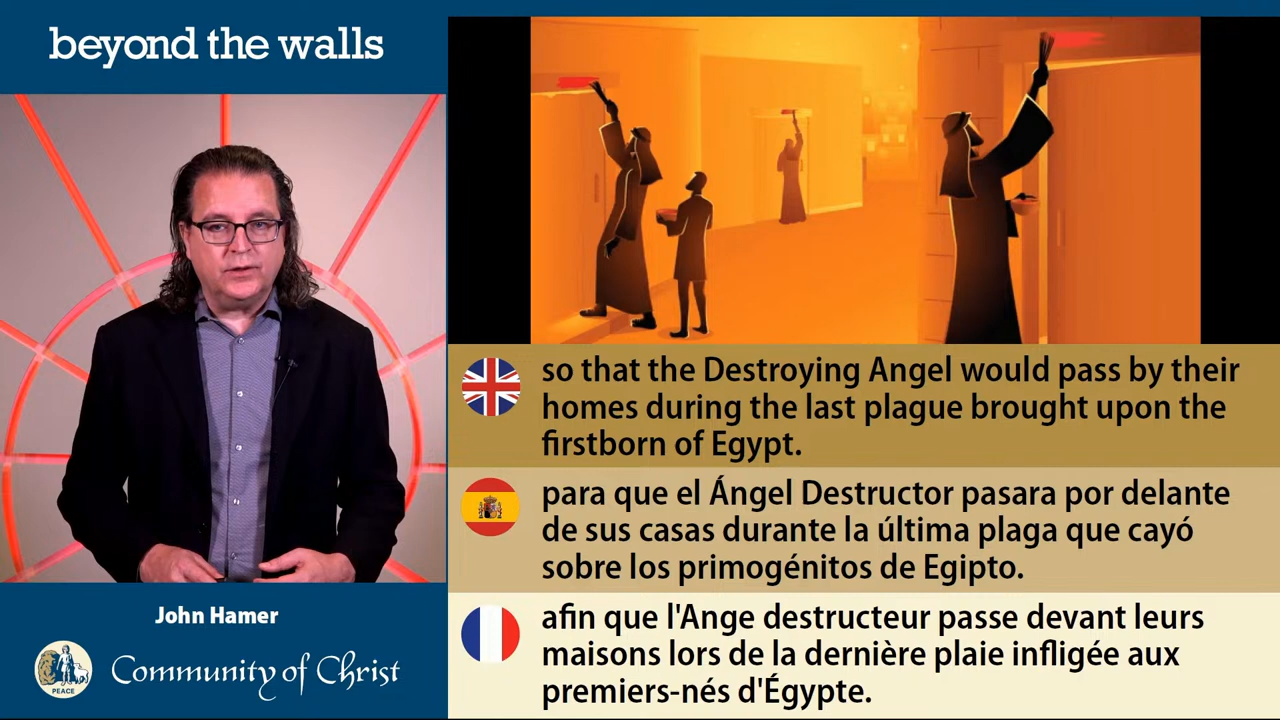 beyond the walls
so that the Destroying Angel would pass by their
homes during the last plague brought upon the
firstborn of Egypt.
para que el Ángel Destructor pasara por delante
de sus casas durante la última plaga que cayó
sobre los primogénitos de Egipto.
afin que l'Ange destructeur passe devant leurs
maisons lors de la dernière plaie infligée aux
premiers-nés d'Égypte.
John Hamer
PEACE
Community of Christ